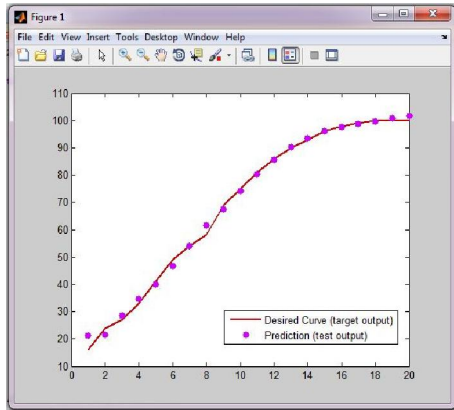 Figure 1
File Edit View Insert Tools Desktop Window Help
110
100
90
80
70
60
50
40
30
20
10
0 2 4 6 8 10 12 14 16 18 20
Desired Curve (target output)
Prediction (test output)